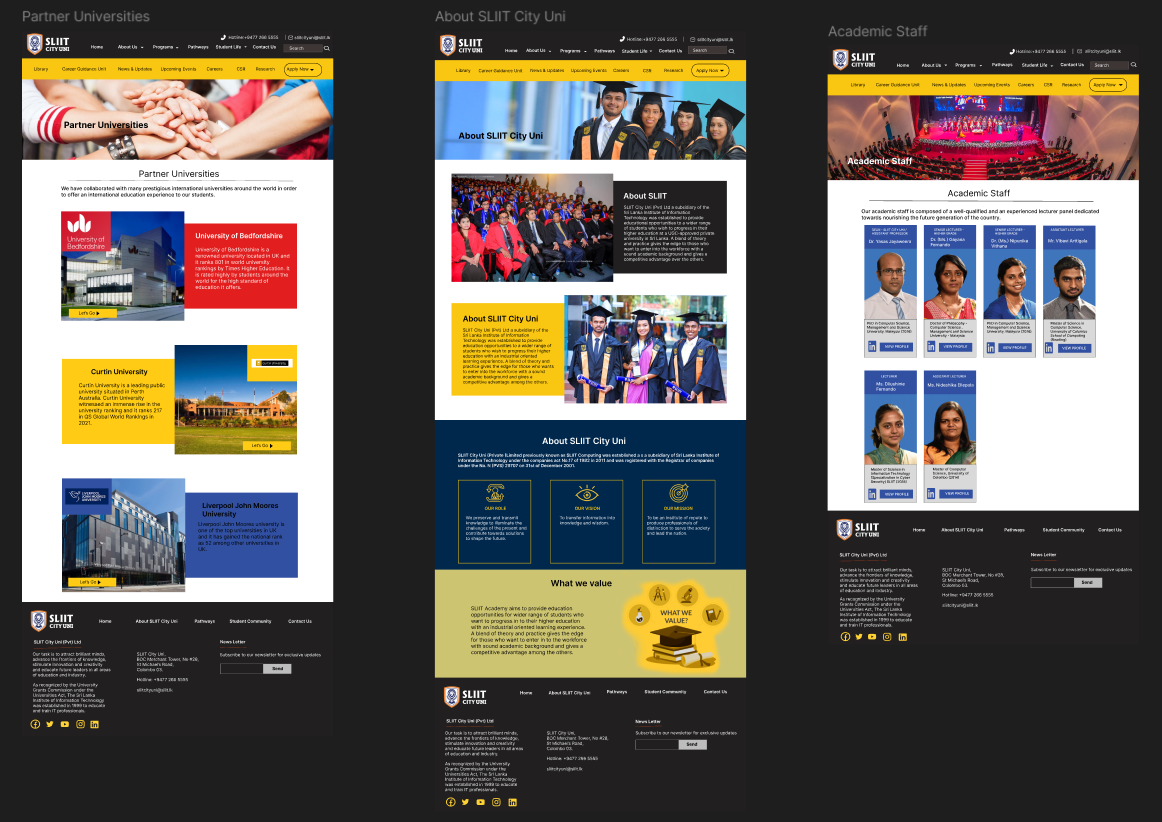 Partner Universities
SLIIT
CITY UNI
Hotline:+9477 266 5555
sliitcityuni@sliit.lk
Home
About Us
Programs
Pathways
Student Life
Contact Us
Search
Library
Career Guidance Unit
News & Updates
Upcoming Events
Careers
CSR
Research
Apply Now
Partner Universities
Partner Universities
We have collaborated with many prestigious international universities around the world in order
to offer an international education experience to our students.
University of
Bedfordshire
Let's Go
University of Bedfordshire
University of Bedfordshire is a
renowned university located in UK and
it ranks 801 in world university
rankings by Times Higher Education. It
is rated highly by students around the
world for the high standard of
education it offers.
Curtin University
Curtin University is a leading public
university situated in Perth
Australia. Curtin University
witnessed an immense rise in the
university ranking and it ranks 217
in QS Global World Rankings in
2021.
Let's Go
LIVERPOOL
JOHN MOORES
UNIVERSITY
Let's Go
Liverpool John Moores
University
Liverpool John Moores university is
one of the top universities in UK
and it has gained the national rank
as 52 among other universities in
UK.
SLIIT
CITY UNI
Home
About SLIIT City Uni
Pathways
Student Community
Contact Us
SLIIT City Uni(Pvt) Ltd
Our task is to attract brilliant minds,
advance the frontiers of knowledge,
stimulate innovation and creativity
and educate future leaders in all areas
of education and industry.
As recognized by the University
Grants Commission under the
Universities Act, The Sri Lanka
Institute of Information Technology
was established in 1999 to educate
and train IT professionals.
SLIIT City Uni,
BOC Merchant Tower, No #28,
St Michael's Road,
Colombo 03.
Hotline: +9477 266 5555
sliitcityuni@sliit.lk
News Letter
Subscribe to our newsletter for exclusive updates
Send
About SLIIT City Uni
SLIIT
CITY UNI
Hotline:+9477 266 5555
sliitcityuni@sliit.lk
Home
About Us
Programs
Pathways
Student Life
Contact Us
Search
Library
Career Guidance Unit
News & Updates
Upcoming Events
Careers
CSR
Research
Apply Now
About SLIIT City Uni
About SLIIT
SLIIT City Uni (Pvt) Ltd a subsidiary of the
Sri Lanka Institute of Information
Technology was established to provide
educational opportunities to a wider range
of students who wish to progress in their
higher education at a UGC-approved private
university in Sri Lanka. A blend of theory
and practice gives the edge for those who
want to enter into the workforce with a
sound academic background and gives a
competitive advantage over the others.
About SLIIT City Uni
SLIIT City Uni (Pvt) Ltd a subsidiary of the
Sri Lanka Institute of Information
Technology was established to provide
education opportunities to a wider range of
students who wish to progress their higher
education with an industrial oriented
learning experience. A blend of theory and
practice gives the edge for those who wants
to enter into the workforce with a sound
academic background and gives a
competitive advantage among the others.
About SLIIT City Uni
SLIIT City Uni (Private )Limited previously known as SLIIT Computing was established a s a subsidiary of Sri Lanka Institute of
Information Technology under the companies act No.17 of 1982 in 2011 and was registered with the Registrar of companies
under the No. N (PVS) 29707 on 31st of December 2001.
OUR ROLE
We preserve and transmit
knowledge to illuminate the
challenges of the present and
contribute towards solutions
to shape the future.
OUR VISION
To transfer information into
knowledge and wisdom.
OUR MISSION
To be an institute of repute to
produce professionals of
distinction to serve the society
and lead the nation.
What we value
SLIIT Academy aims to provide education
opportunities for wider range of students who
want to progress in to their higher education
with an industrial oriented learning experience.
A blend of theory and practice gives the edge
for those who want to enter in to the workforce
with sound academic background and gives a
competitive advantage among the others.
WHAT WE
VALUE?
SLIIT
CITY UNI
Home
About SLIIT City Uni
Pathways
Student Community
Contact Us
SLIIT City Uni (Pvt) Ltd
Our task is to attract brilliant minds,
advance the frontiers of knowledge,
stimulate innovation and creativity
and educate future leaders in all areas
of education and industry.
As recognized by the University
Grants Commission under the
Universities Act, The Sri Lanka
Institute of Information Technology
was established in 1999 to educate
and train IT professionals.
SLIIT City Uni,
BOC Merchant Tower, No #28,
St Michael's Road,
Colombo 03.
Hotline: +9477 266 5555
sliitcityuni@sliit.lk
News Letter
Subscribe to our newsletter for exclusive updates
Send
Academic Staff
SLIIT
CITY UNI
Hotline:+9477 266 5555
sliitcityuni@sliit.lk
Home
About Us
Programs
Pathways
Student Life
Contact Us
Search
Library
Career Guidance Unit
News & Updates
Upcoming Events
Careers
CSR
Research
Apply Now
Academic Staff
Academic Staff
Our academic staff is composed of a well-qualified and an experienced lecturer panel dedicated
towards nourishing the future generation of the country.
Dr. Yasas Jayaweera
Dr. (Ms.) Gayana
Fernando
Dr. (Ms.) Nipunika
Vithana
ASSISTANT LECTURER
Mr. Vibavi Arttigala
PhD in Computer Science,
Management and Science
University, Malaysia (2018)
Doctor of Philosophy -
Computer Science,
Management and Science
University - Malaysia
PhD in Computer Science,
Management and Science
University, Malaysia (2018)
Master of Science in
Computer Science,
University of Colombo
School of Computing
(Reading)
VIEW PROFILE
VIEW PROFILE
VIEW PROFILE
VIEW PROFILE
LECTURER
Ms. Dilushinie
Fernando
ASSISTANT LECTURER
Ms. Nideshika Ellepola
Master of Science in
Information Technology
Master of Computer
Science, University of
VIEW PROFILE
VIEW PROFILE
SLIIT
CITY UNI
Home
About SLIIT City Uni
Pathways
Student Community
Contact Us
SLIIT City Uni (Pvt) Ltd
Our task is to attract brilliant minds,
advance the frontiers of knowledge,
stimulate innovation and creativity
and educate future leaders in all areas
of education and industry.
As recognized by the University
Grants Commission under the
Universities Act, The Sri Lanka
Institute of Information Technology
was established in 1999 to educate
and train IT professionals.
SLIIT City Uni,
BOC Merchant Tower, No #28,
St Michael's Road,
Colombo 03.
Hotline: +9477 266 5555
sliitcityuni@sliit.lk
News Letter
Subscribe to our newsletter for exclusive updates
Send